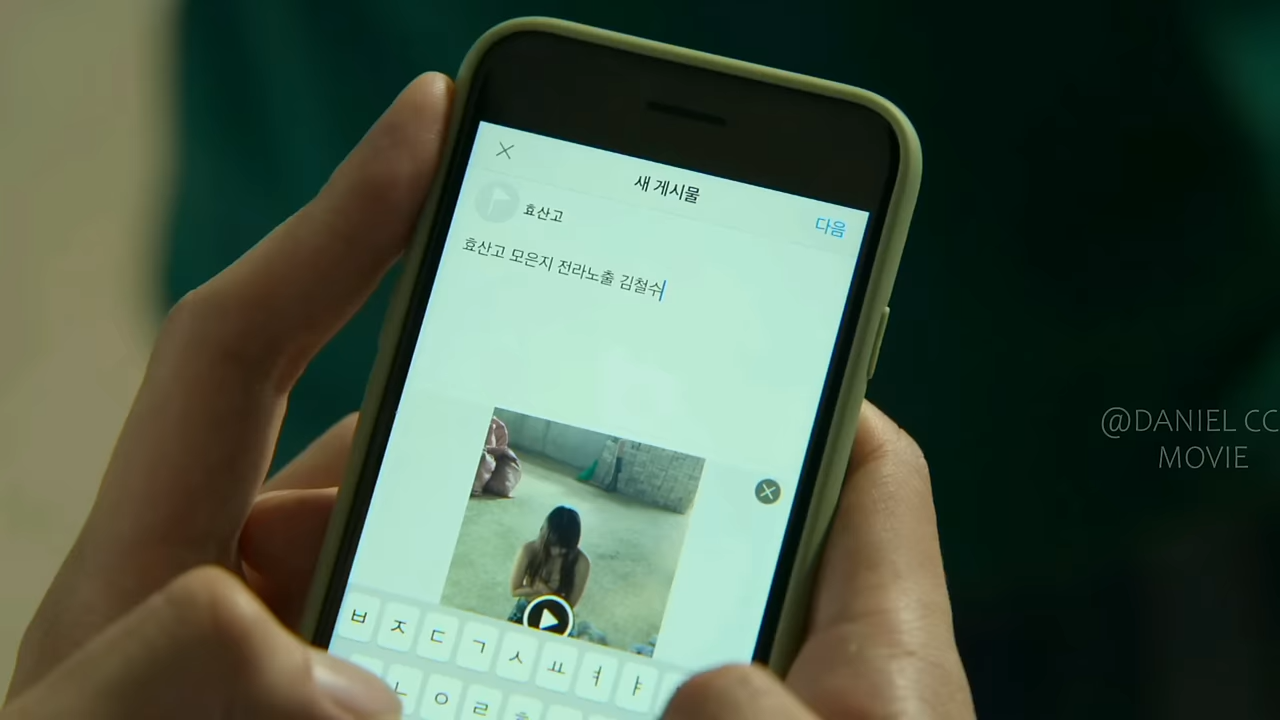 새 게시물
효산고
다음
효산고 모은지 전라노출 김철수
ㅂ ㅈ ㄷ ㄱ ㅅ ㅛ ㅕ ㅑ
ㄴ ㅇ ㄹ ㅎ
@DANIEL CC
MOVIE